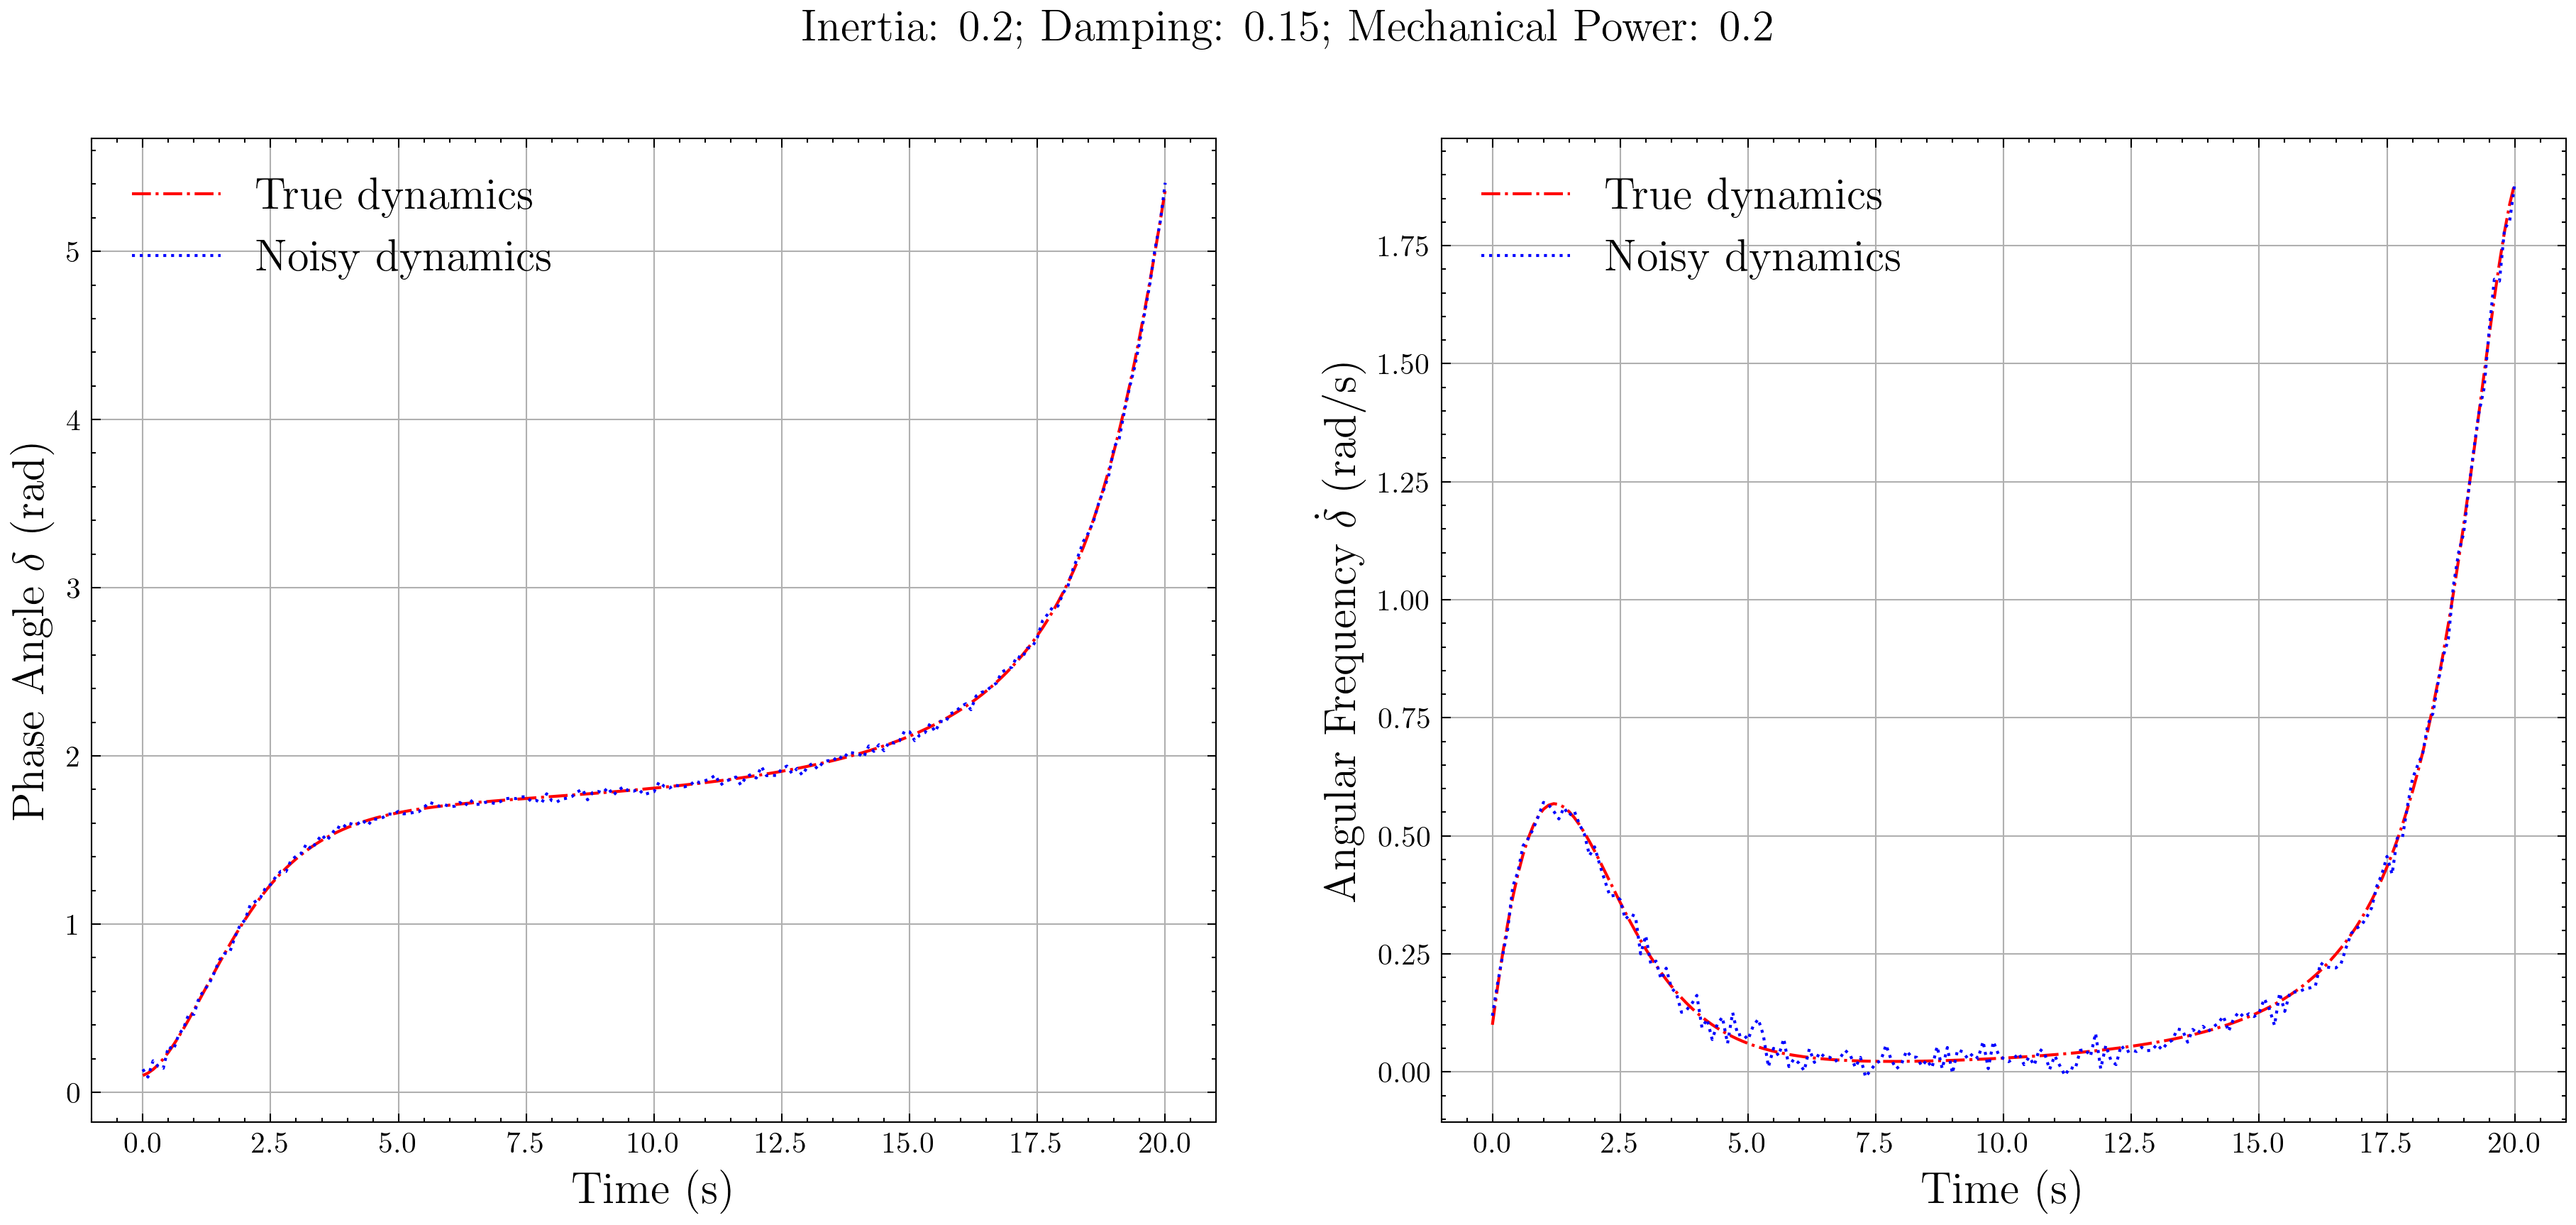 Inertia: 0.2; Damping: 0.15; Mechanical Power: 0.2
True dynamics
Noisy dynamics
5
4
3
2
1
0
Phase Angle δ (rad)
0.0 2.5 5.0 7.5 10.0 12.5 15.0 17.5 20.0
Time (s)
True dynamics
Noisy dynamics
1.75
1.50
1.25
1.00
0.75
0.50
0.25
0.00
Angular Frequency δ̇ (rad/s)
0.0 2.5 5.0 7.5 10.0 12.5 15.0 17.5 20.0
Time (s)